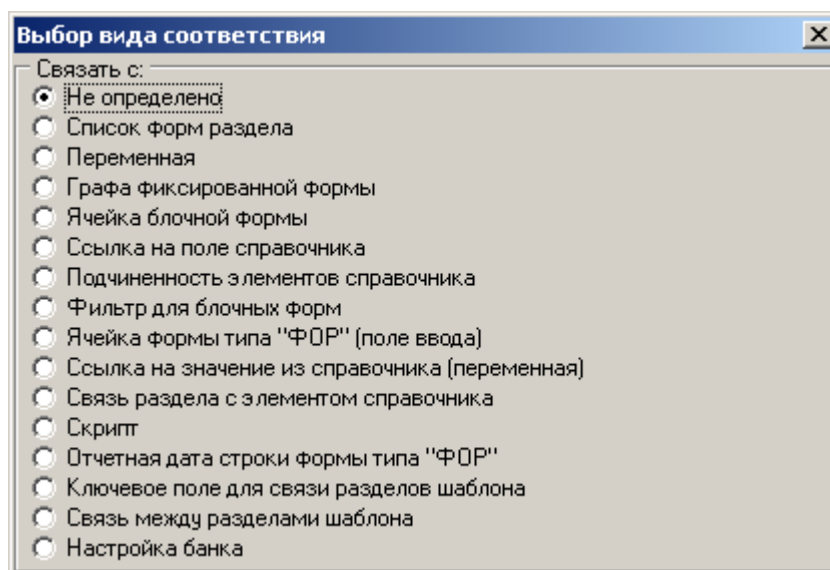 Выбор вида соответствия
Связать с:
Не определено
Список форм раздела
Переменная
Графа фиксированной формы
Ячейка блочной формы
Ссылка на поле справочника
Подчиненность элементов справочника
Фильтр для блочных форм
Ячейка формы типа "ФОР" (поле ввода)
Ссылка на значение из справочника (переменная)
Связь раздела с элементом справочника
Скрипт
Отчетная дата строки формы типа "ФОР"
Ключевое поле для связи разделов шаблона
Связь между разделами шаблона
Настройка банка